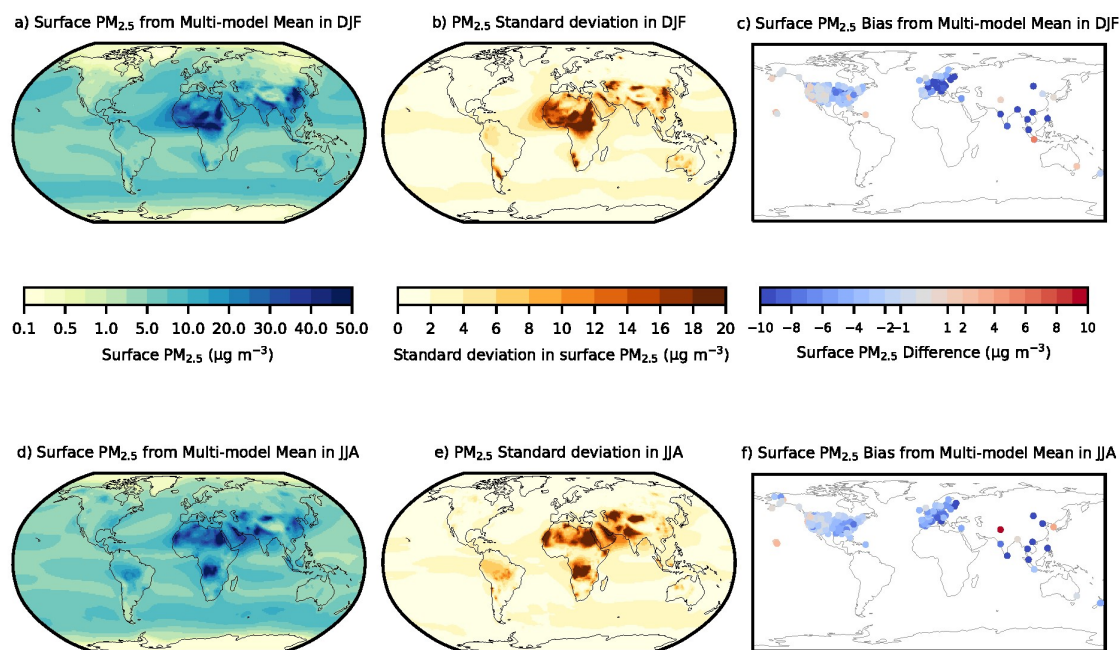 a) Surface PM₂.₅ from Multi-model Mean in DJF
b) PM₂.₅ Standard deviation in DJF
c) Surface PM₂.₅ Bias from Multi-model Mean in DJF
0.1 0.5 1.0 5.0 10.0 20.0 30.0 40.0 50.0
Surface PM₂.₅ (μg m⁻³)
0 2 4 6 8 10 12 14 16 18 20
Standard deviation in surface PM₂.₅ (μg m⁻³)
−10 −8 −6 −4 −2 −1 1 2 4 6 8 10
Surface PM₂.₅ Difference (μg m⁻³)
d) Surface PM₂.₅ from Multi-model Mean in JJA
e) PM₂.₅ Standard deviation in JJA
f) Surface PM₂.₅ Bias from Multi-model Mean in JJA